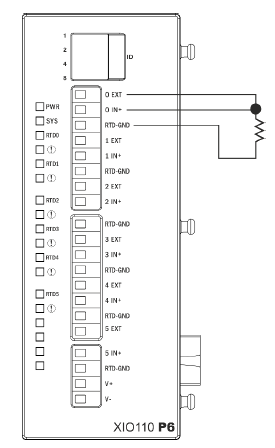 1
2
4
8
ID
0 EXT
0 IN+
RTD-GND
1 EXT
1 IN+
RTD-GND
2 EXT
2 IN+
RTD-GND
3 EXT
3 IN+
RTD-GND
4 EXT
4 IN+
RTD-GND
5 EXT
5 IN+
RTD-GND
V+
V-
PWR
SYS
RTD0
!
RTD1
!
RTD2
!
RTD3
!
RTD4
!
RTD5
!
XIO110 P6